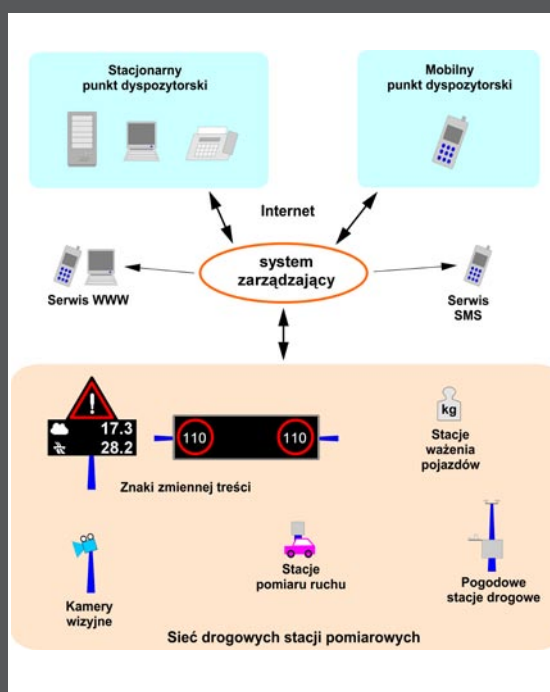 Stacjonarny
punkt dyspozytorski
Mobilny
punkt dyspozytorski
Internet
system
zarządzający
Serwis WWW
Serwis
SMS
17.3
28.2
110
110
kg
Znaki zmiennej treści
Stacje
ważenia
pojazdów
Kamery
wizyjne
Stacje
pomiaru ruchu
Pogodowe
stacje drogowe
Sieć drogowych stacji pomiarowych